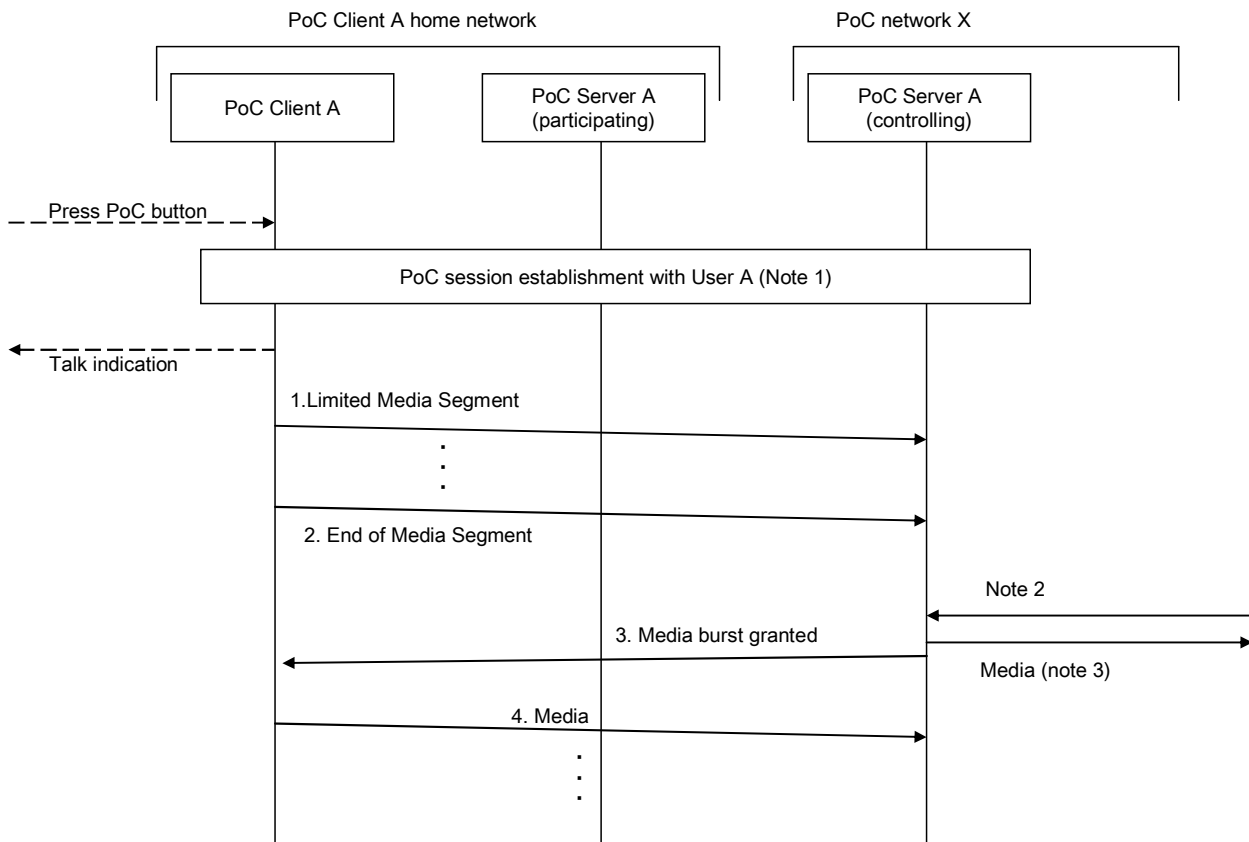 PoC Client A home network
PoC network X
PoC Client A
PoC Server A
(participating)
PoC Server A
(controlling)
Press PoC button
PoC session establishment with User A (Note 1)
Talk indication
1.Limited Media Segment
2. End of Media Segment
Note 2
3. Media burst granted
Media (note 3)
4. Media